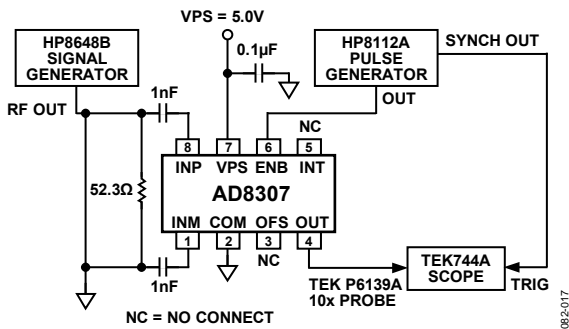 VPS = 5.0V
HP8648B
SIGNAL
GENERATOR
0.1µF
HP8112A
PULSE
GENERATOR
SYNCH OUT
RF OUT
1nF
OUT
NC
8
7
6
5
INP
VPS
ENB
INT
52.3Ω
AD8307
INM
COM
OFS
OUT
1
2
3
4
NC
1nF
TEK P6139A
10x PROBE
TEK744A
SCOPE
TRIG
NC = NO CONNECT
082-017